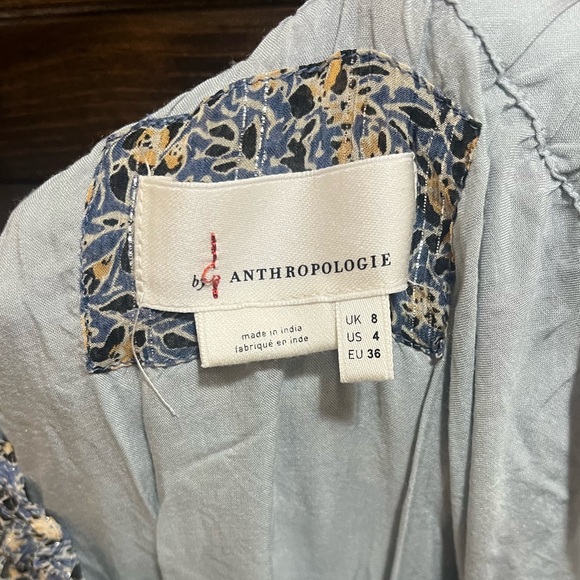 by ANTHROPOLOGIE
made in india
fabriqué en inde
UK 8
US 4
EU 36